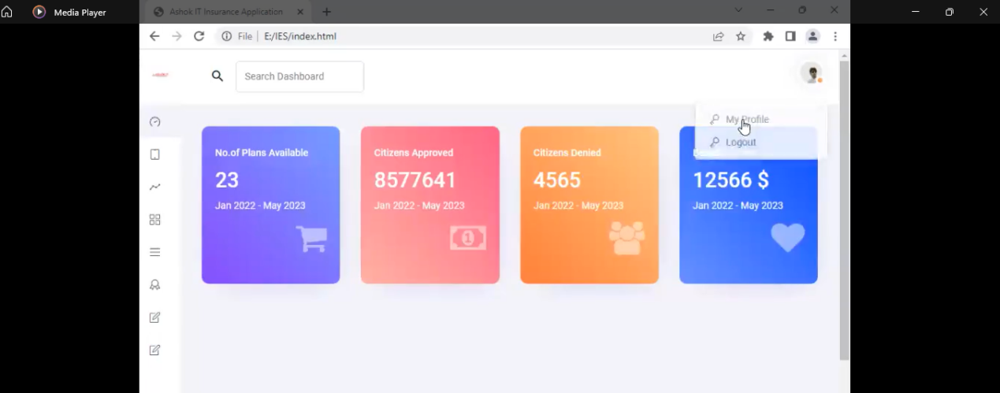 Media Player
Ashok IT Insurance Application
File
E:/IES/index.html
Search Dashboard
My Profile
Logout
No.of Plans Available
23
Jan 2022 - May 2023
Citizens Approved
8577641
Jan 2022 - May 2023
Citizens Denied
4565
Jan 2022 - May 2023
12566 $
Jan 2022 - May 2023
1